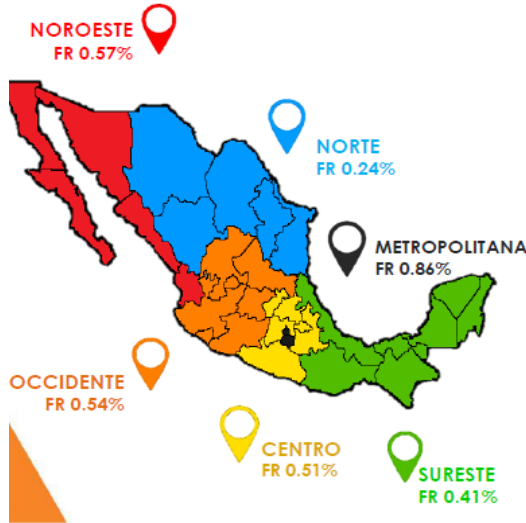 NOROESTE
FR 0.57%
NORTE
FR 0.24%
METROPOLITANA
FR 0.86%
OCCIDENTE
FR 0.54%
CENTRO
FR 0.51%
SURESTE
FR 0.41%